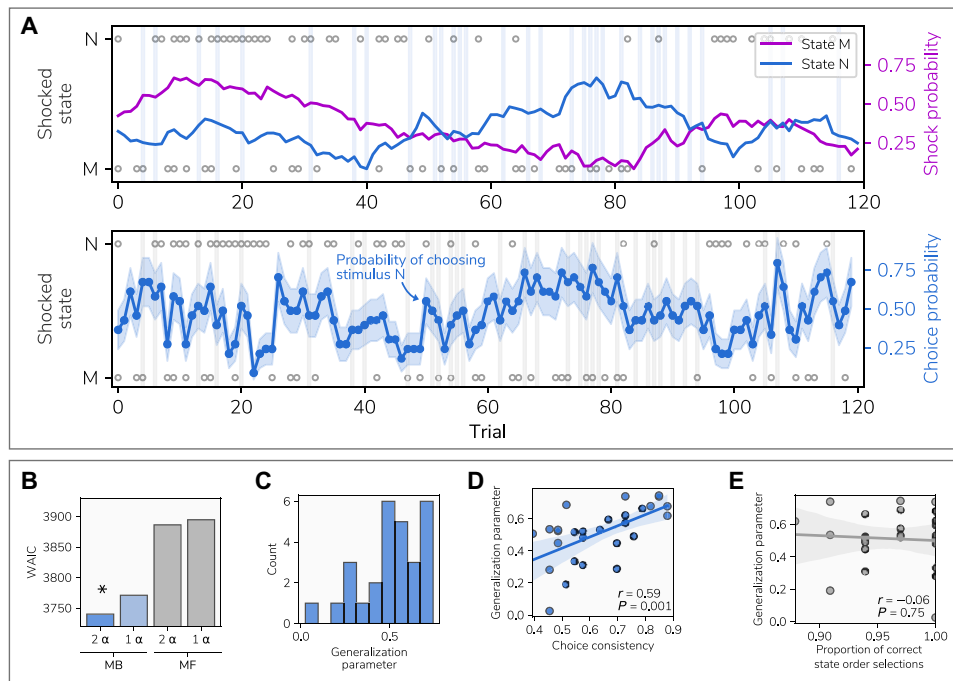 A
N
M
Shocked
state
State M
State N
0.75
0.50
0.25
Shock probability
0 20 40 60 80 100 120
N
M
Shocked
state
Probability of choosing
stimulus N
0.75
0.50
0.25
Choice probability
0 20 40 60 80 100 120
Trial
B
WAIC
3900
3850
3800
3750
*
2 α 1 α 2 α 1 α
MB MF
C
Count
6
4
2
0
0.0 0.5
Generalization
parameter
D
Generalization parameter
0.6
0.4
0.2
0.0
r = 0.59
P = 0.001
0.4 0.5 0.6 0.7 0.8 0.9
Choice consistency
E
Generalization parameter
0.6
0.4
0.2
0.0
r = −0.06
P = 0.75
0.90 0.95 1.00
Proportion of correct
state order selections